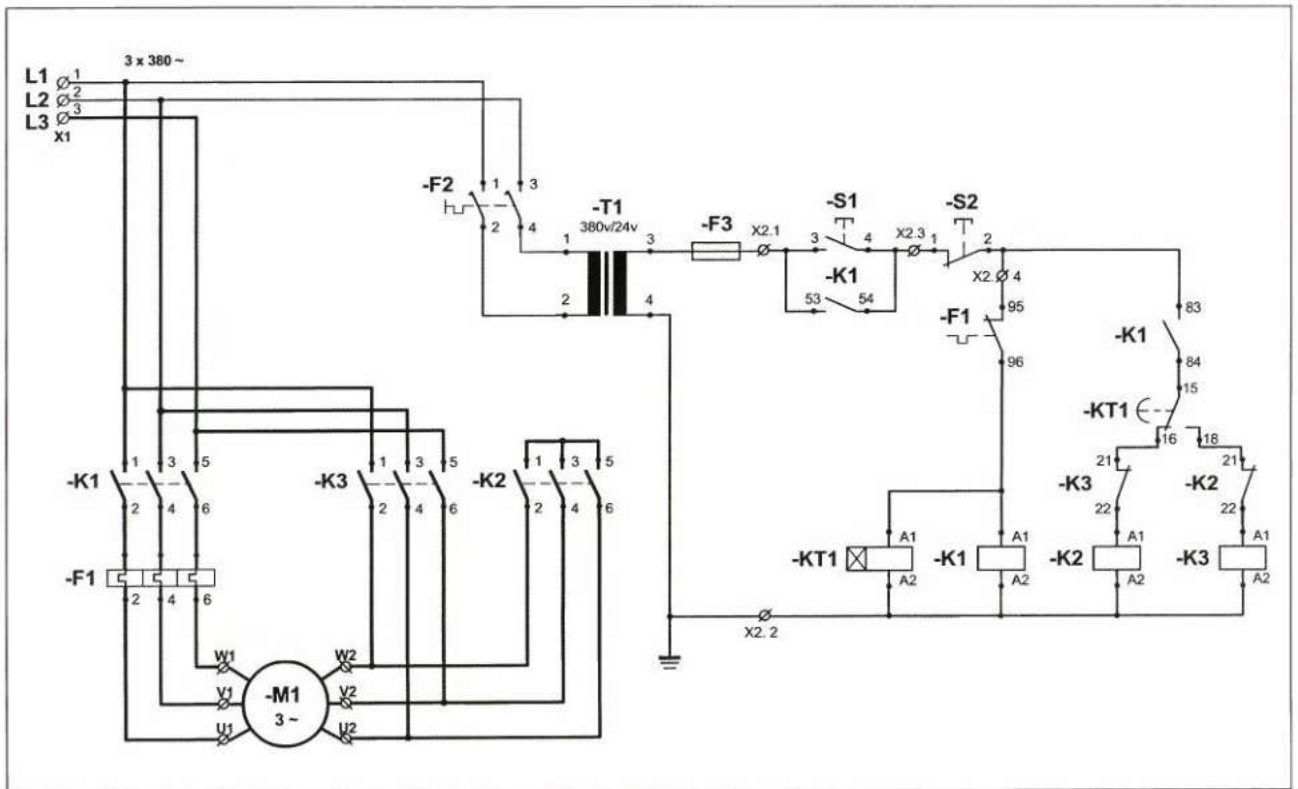 3 x 380 ~
L1 1
L2 2
L3 3
X1
-F2 1 3
2 4
-T1
380v/24v
1 3
2 4
-F3
X2.1
-S1
3 4
-K1
53 54
X2.3
-S2
1 2
X2. 4
95
-F1
96
83
-K1
84
15
-KT1
16 18
21 21
-K3 -K2
22 22
-K1 1 3 5
2 4 6
-K3 1 3 5
2 4 6
-K2 1 3 5
2 4 6
-KT1 A1
A2
-K1 A1
A2
-K2 A1
A2
-K3 A1
A2
X2. 2
-F1
2 4 6
W1 W2
V1 -M1 V2
3 ~
U1 U2